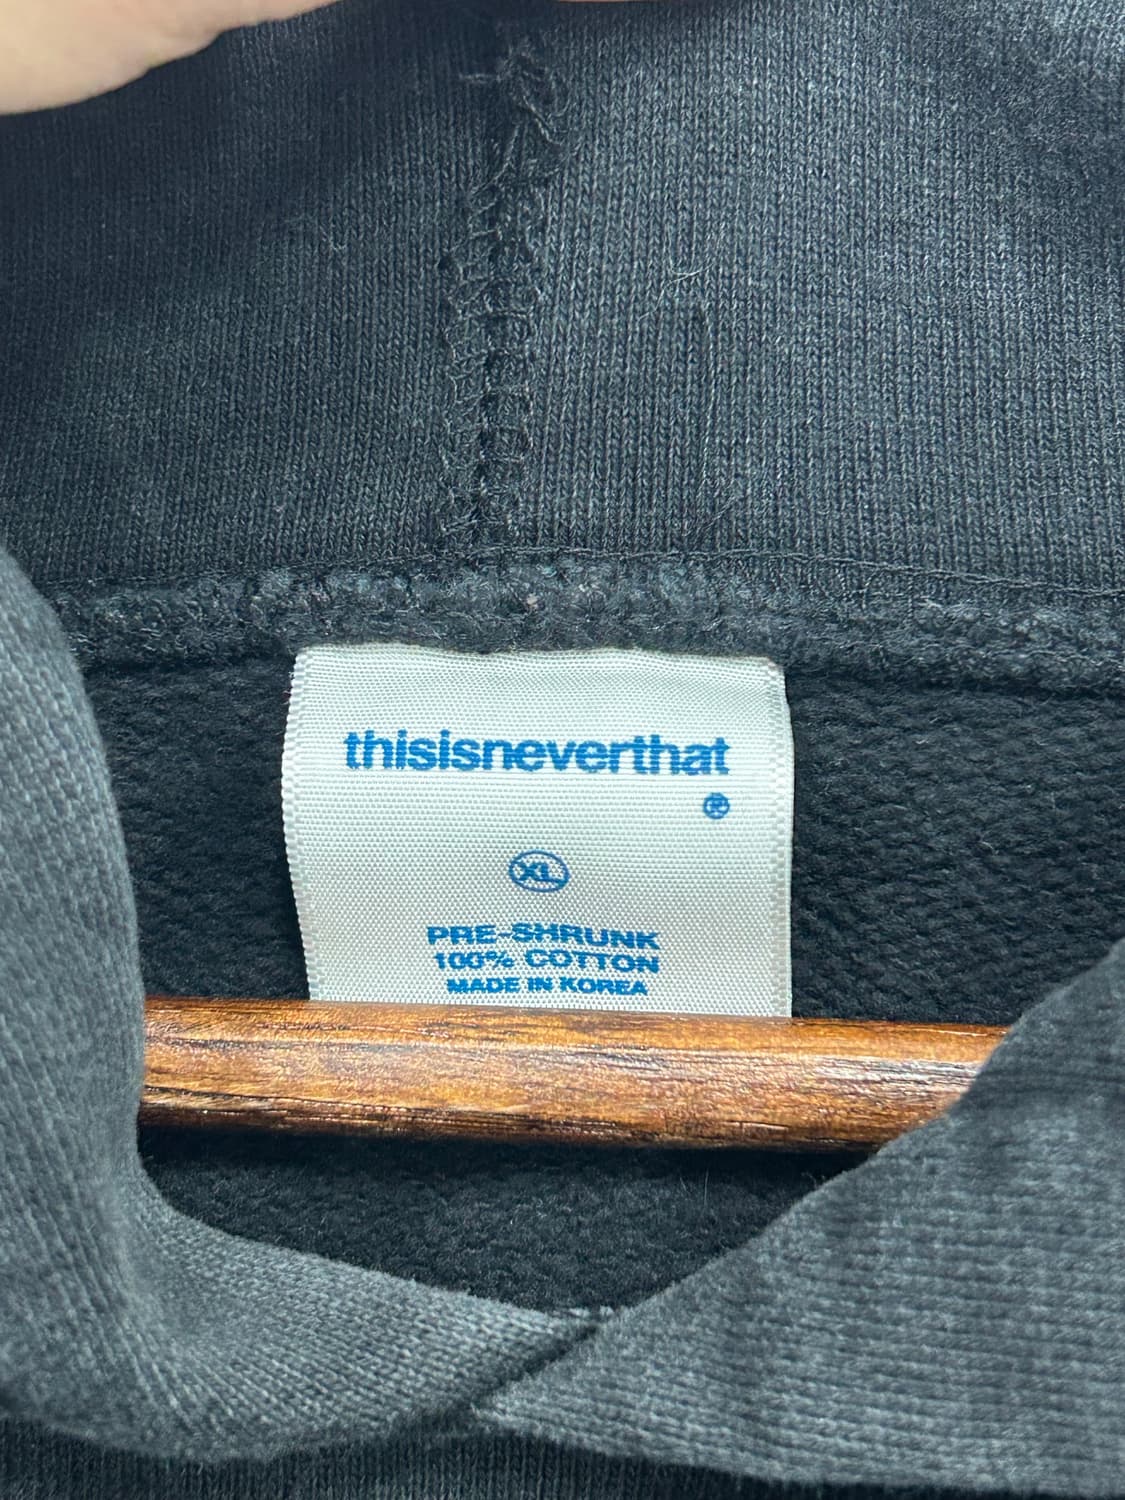 thisisneverthat
®
XL
PRE-SHRUNK
100% COTTON
MADE IN KOREA